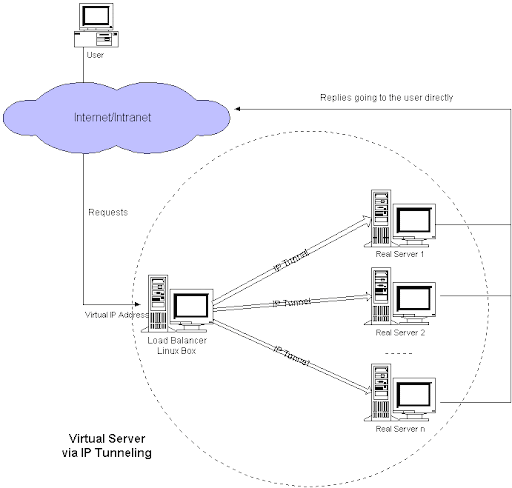 User
Replies going to the user directly
Internet/Intranet
Requests
IP Tunnel
Real Server 1
IP Tunnel
Virtual IP Address
Real Server 2
Load Balancer
Linux Box
-----
IP Tunnel
Real Server n
Virtual Server
via IP Tunneling